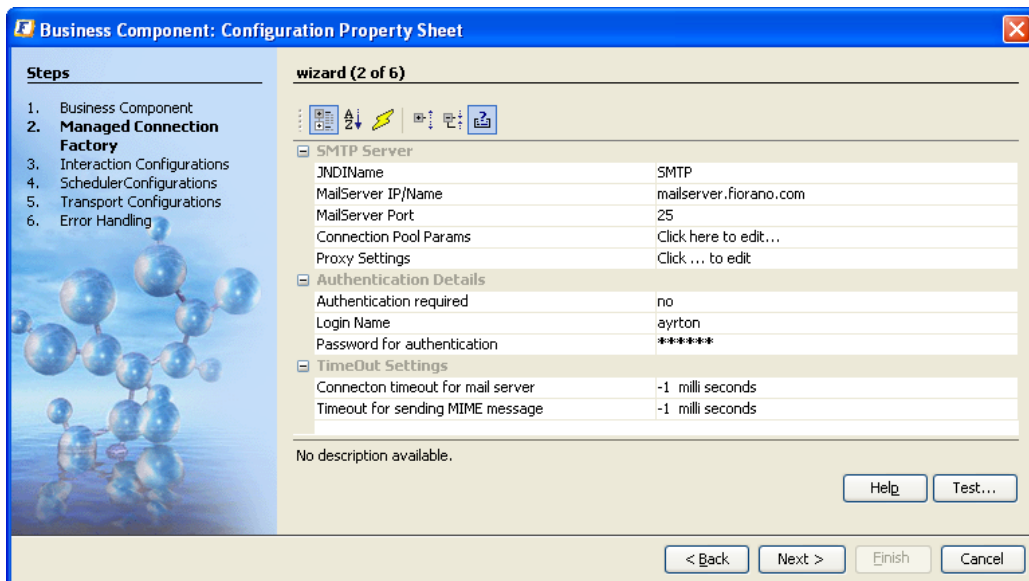 Business Component: Configuration Property Sheet
Steps
1. Business Component
2. Managed Connection
Factory
3. Interaction Configurations
4. SchedulerConfigurations
5. Transport Configurations
6. Error Handling
wizard (2 of 6)
SMTP Server
JNDIName SMTP
MailServer IP/Name mailserver.fiorano.com
MailServer Port 25
Connection Pool Params Click here to edit...
Proxy Settings Click ... to edit
Authentication Details
Authentication required no
Login Name ayrton
Password for authentication ******
TimeOut Settings
Connecton timeout for mail server -1 milli seconds
Timeout for sending MIME message -1 milli seconds
No description available.
Help Test...
< Back Next > Finish Cancel